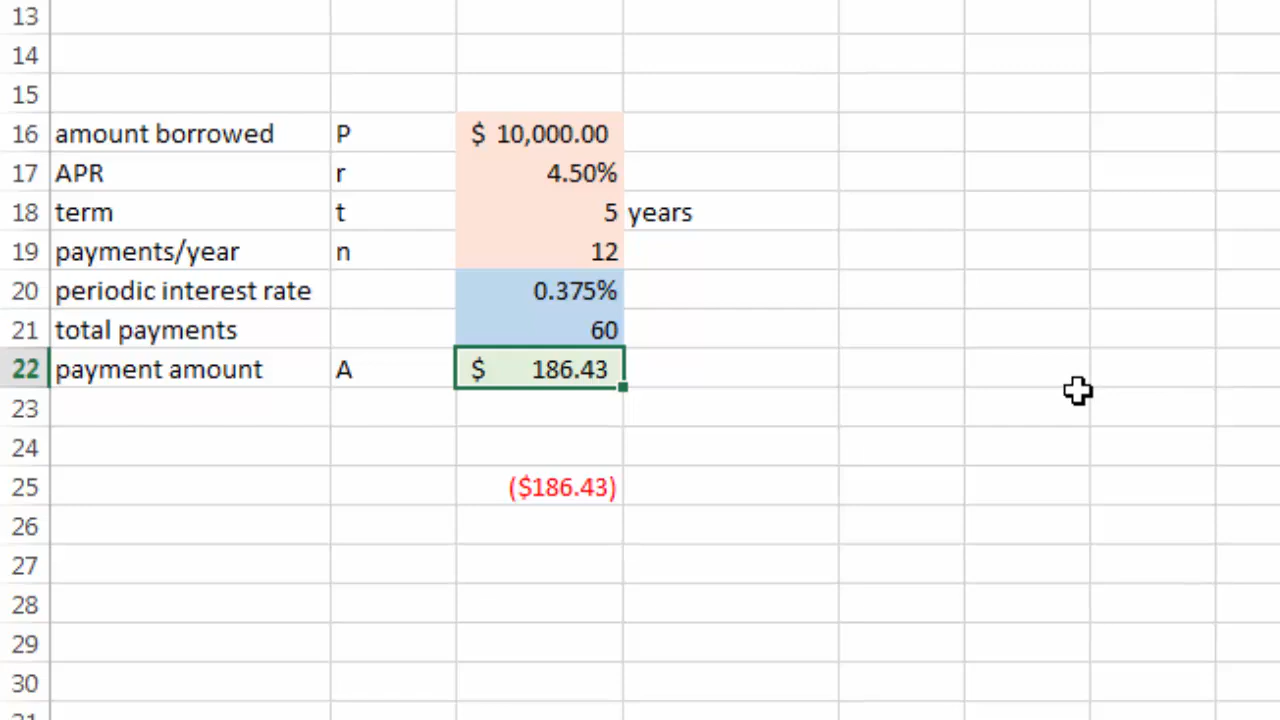 13
14
15
16 amount borrowed P $ 10,000.00
17 APR r 4.50%
18 term t 5 years
19 payments/year n 12
20 periodic interest rate 0.375%
21 total payments 60
22 payment amount A $ 186.43
23
24
25 ($186.43)
26
27
28
29
30